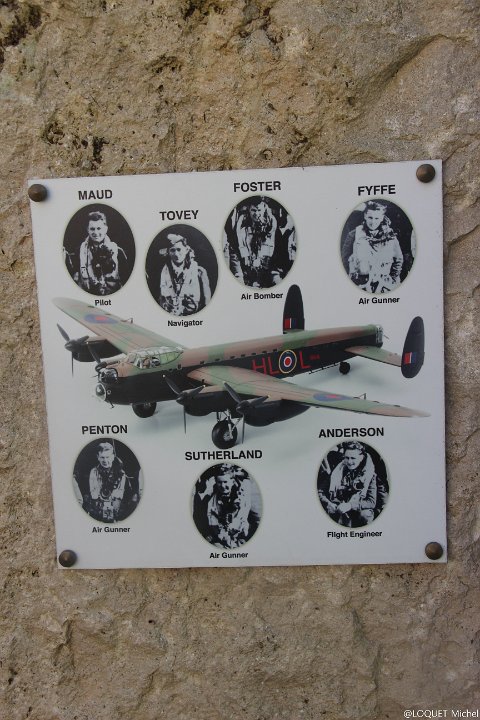 MAUD
Pilot
TOVEY
Navigator
FOSTER
Air Bomber
FYFFE
Air Gunner
HL L
PENTON
Air Gunner
SUTHERLAND
Air Gunner
ANDERSON
Flight Engineer
@LOQUET Michel